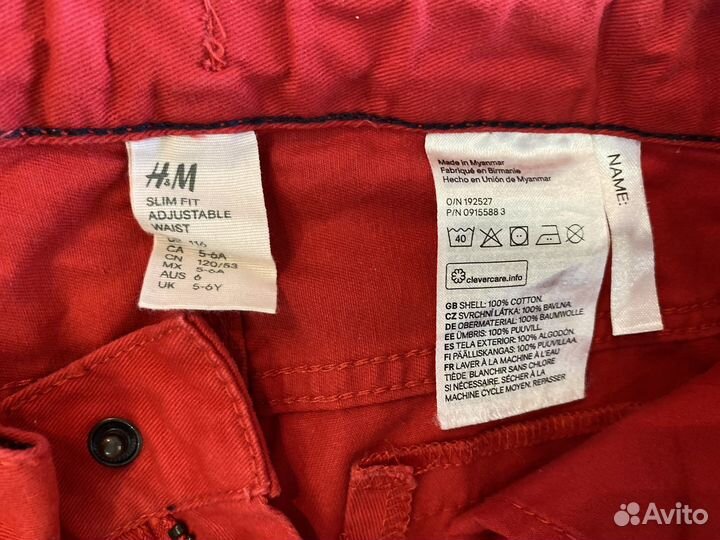 H&M
SLIM FIT
ADJUSTABLE
WAIST
116
CA 5-6A
CN 120/53
MX 5-6A
AUS 6
UK 5-6Y
Made in Myanmar
Fabriqué en Birmanie
Hecho en Unión de Myanmar
O/N 192527
P/N 0915588 3
40
clevercare.info
GB SHELL: 100% COTTON.
CZ SVRCHNÍ LÁTKA: 100% BAVLNA.
DE OBERMATERIAL: 100% BAUMWOLLE.
EE ÜMBRIS: 100% PUUVILL.
ES TELA EXTERIOR: 100% ALGODÓN.
FI PÄÄLLISKANGAS: 100% PUUVILLAA.
FR LAVER À LA MACHINE À L'EAU
TIÈDE. BLANCHIR SANS CHLORE
SI NÉCESSAIRE. SÉCHER À LA
MACHINE CYCLE MOYEN. REPASSER
NAME:
Avito